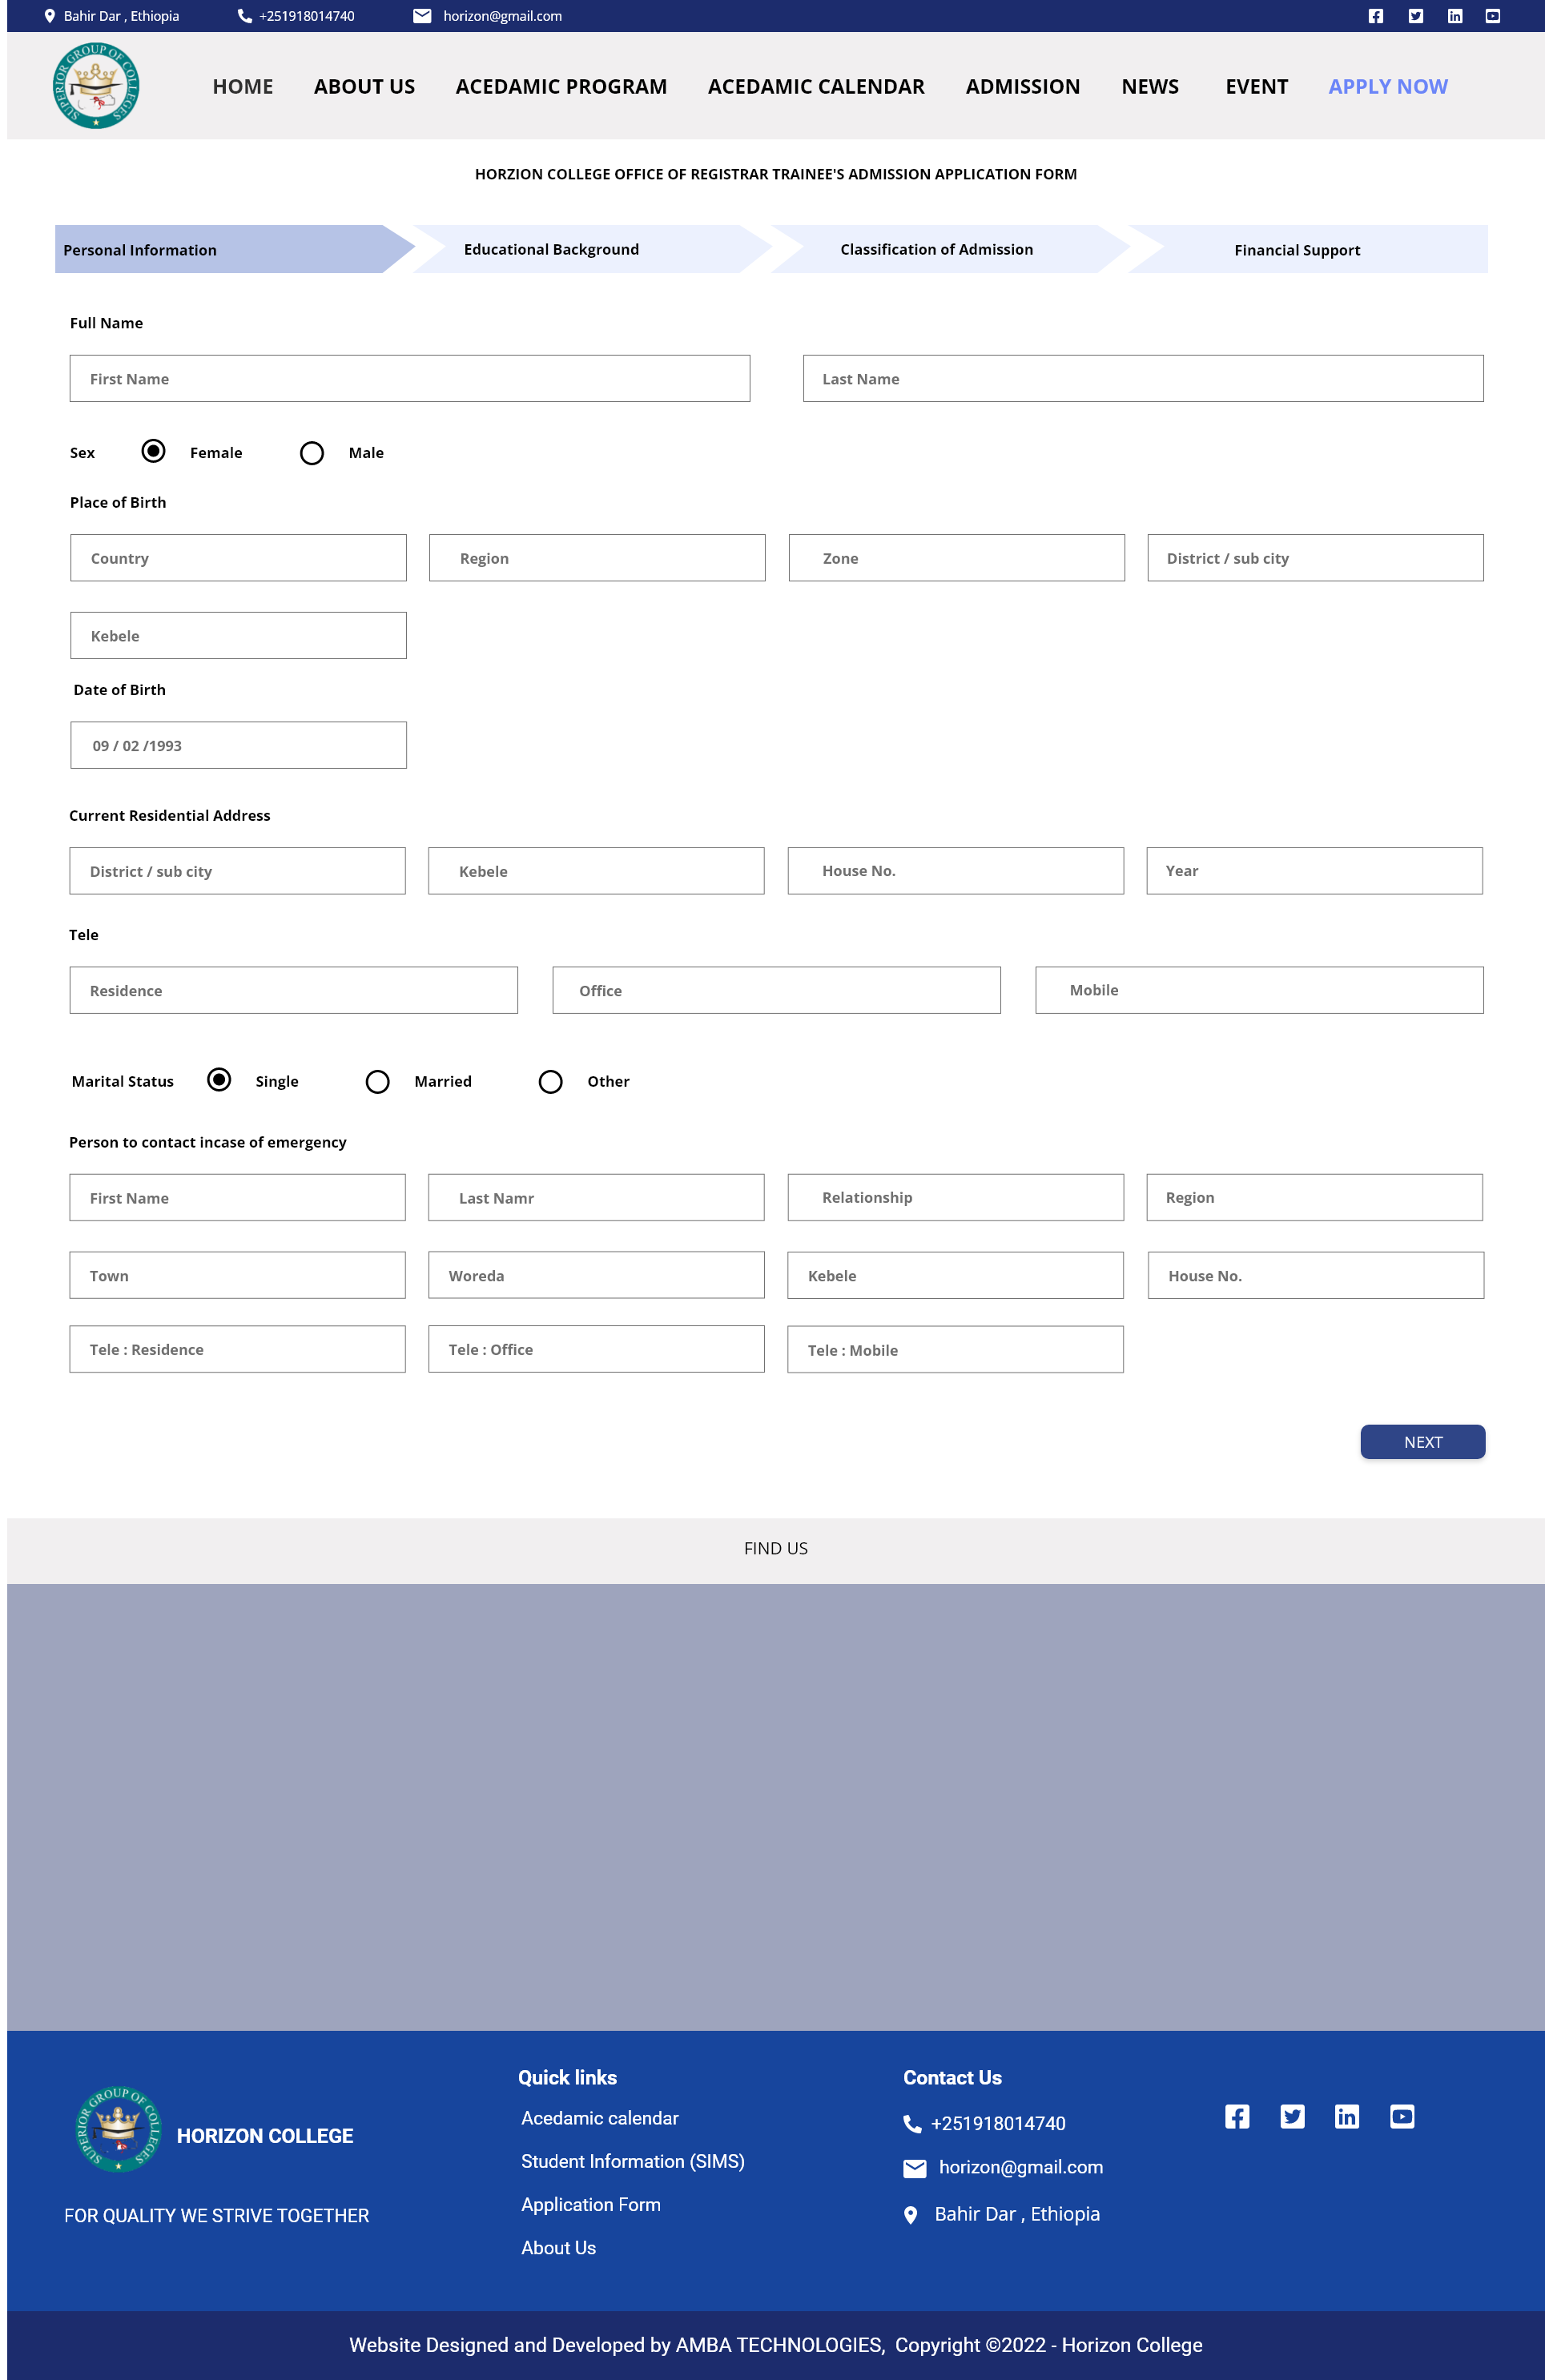 Bahir Dar , Ethiopia +251918014740 horizon@gmail.com
SUPERIOR GROUP OF COLLEGES
HOME ABOUT US ACEDAMIC PROGRAM ACEDAMIC CALENDAR ADMISSION NEWS EVENT APPLY NOW
HORZION COLLEGE OFFICE OF REGISTRAR TRAINEE'S ADMISSION APPLICATION FORM
Personal Information Educational Background Classification of Admission Financial Support
Full Name
First Name Last Name
Sex Female Male
Place of Birth
Country Region Zone District / sub city
Kebele
Date of Birth
09 / 02 /1993
Current Residential Address
District / sub city Kebele House No. Year
Tele
Residence Office Mobile
Marital Status Single Married Other
Person to contact incase of emergency
First Name Last Namr Relationship Region
Town Woreda Kebele House No.
Tele : Residence Tele : Office Tele : Mobile
NEXT
FIND US
Quick links Contact Us
SUPERIOR GROUP OF COLLEGES
HORIZON COLLEGE
FOR QUALITY WE STRIVE TOGETHER
Acedamic calendar
Student Information (SIMS)
Application Form
About Us
+251918014740
horizon@gmail.com
Bahir Dar , Ethiopia
Website Designed and Developed by AMBA TECHNOLOGIES, Copyright ©2022 - Horizon College